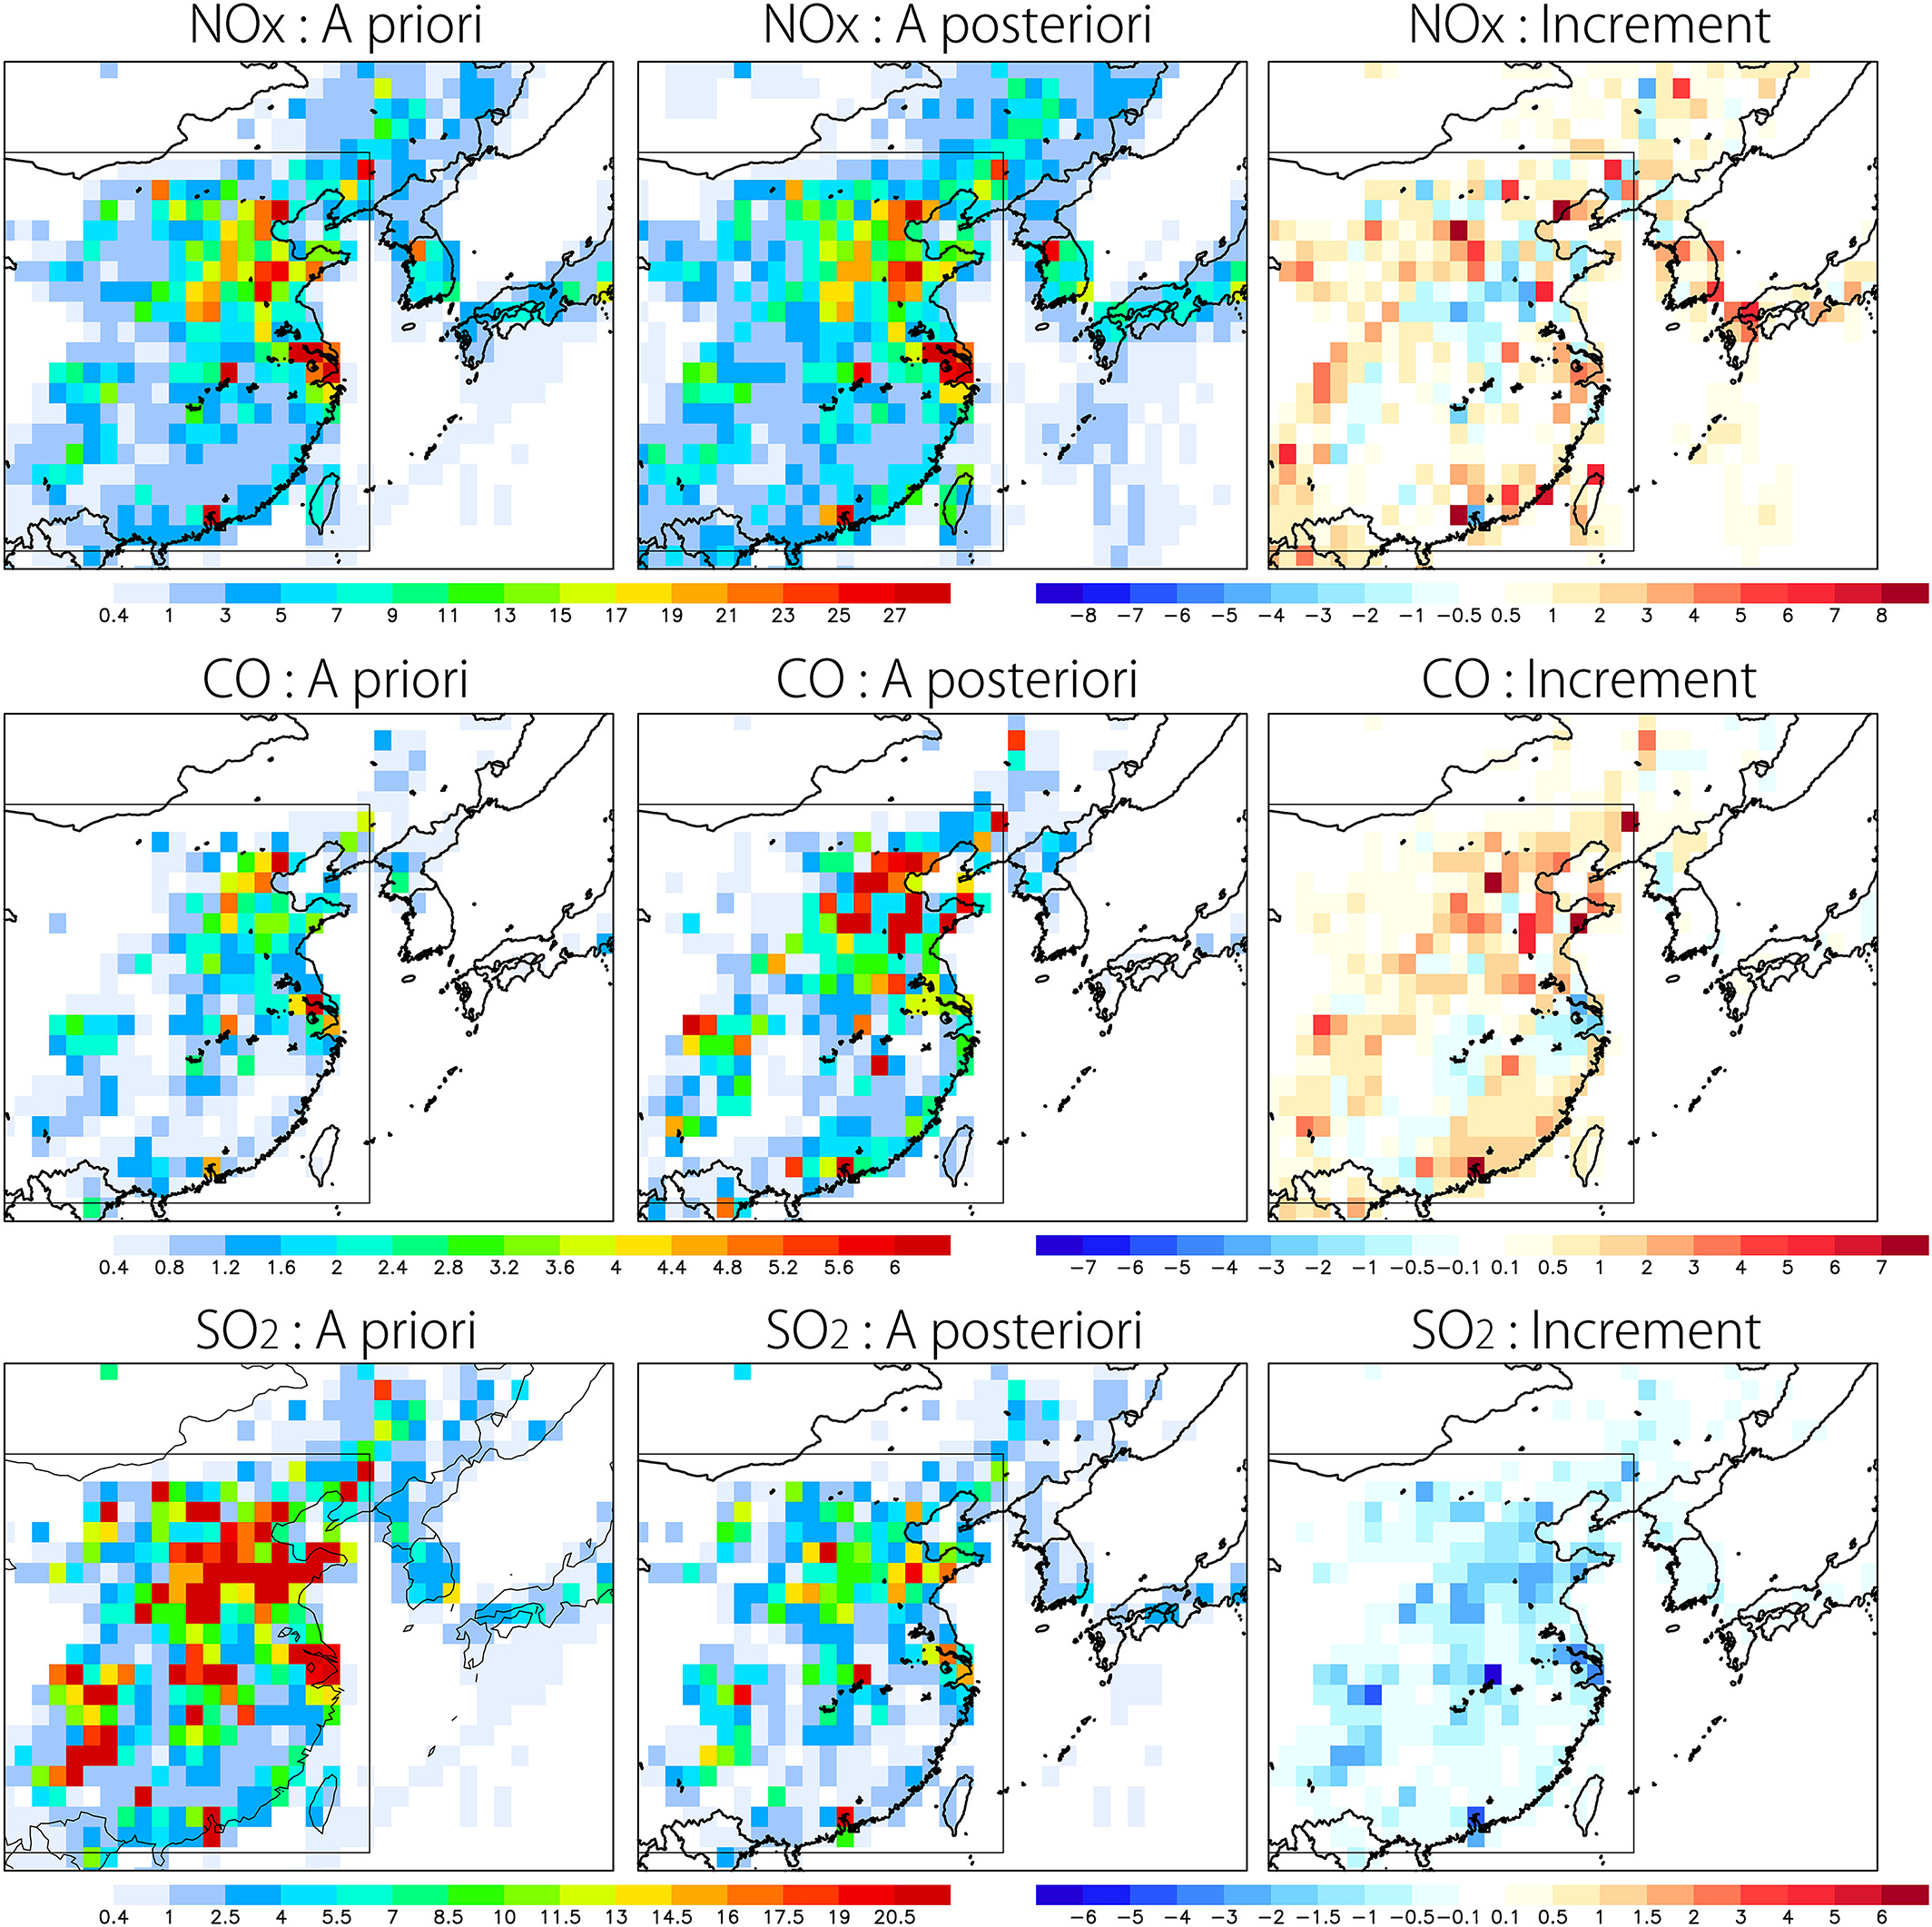 NOx : A priori
NOx : A posteriori
NOx : Increment
0.4 1 3 5 7 9 11 13 15 17 19 21 23 25 27
−8 −7 −6 −5 −4 −3 −2 −1 −0.5 0.5 1 2 3 4 5 6 7 8
CO : A priori
CO : A posteriori
CO : Increment
0.4 0.8 1.2 1.6 2 2.4 2.8 3.2 3.6 4 4.4 4.8 5.2 5.6 6
−7 −6 −5 −4 −3 −2 −1 −0.5 −0.1 0.1 0.5 1 2 3 4 5 6 7
SO2 : A priori
SO2 : A posteriori
SO2 : Increment
0.4 1 2.5 4 5.5 7 8.5 10 11.5 13 14.5 16 17.5 19 20.5
−6 −5 −4 −3 −2 −1.5 −1 −0.5 −0.1 0.1 0.5 1 1.5 2 3 4 5 6